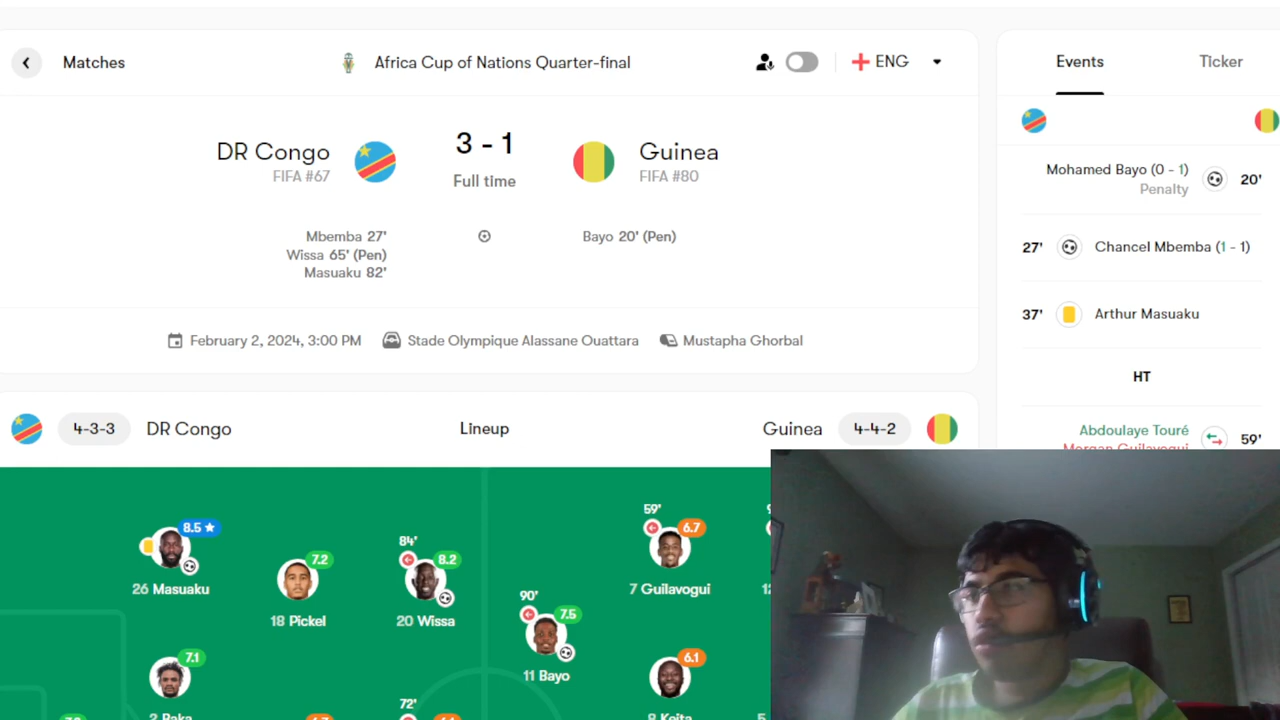 Matches
Africa Cup of Nations Quarter-final
ENG
DR Congo
FIFA #67
3 - 1
Full time
Guinea
FIFA #80
Mbemba 27'
Wissa 65' (Pen)
Masuaku 82'
Bayo 20' (Pen)
February 2, 2024, 3:00 PM
Stade Olympique Alassane Ouattara
Mustapha Ghorbal
4-3-3
DR Congo
Lineup
Guinea
4-4-2
8.5
26 Masuaku
7.2
18 Pickel
84'
8.2
20 Wissa
90'
7.5
11 Bayo
59'
6.7
7 Guilavogui
7.1
6.1
72'
Events
Ticker
Mohamed Bayo (0 - 1)
Penalty
20'
27'
Chancel Mbemba (1 - 1)
37'
Arthur Masuaku
HT
Abdoulaye Touré
Morgan Guilavogui
59'